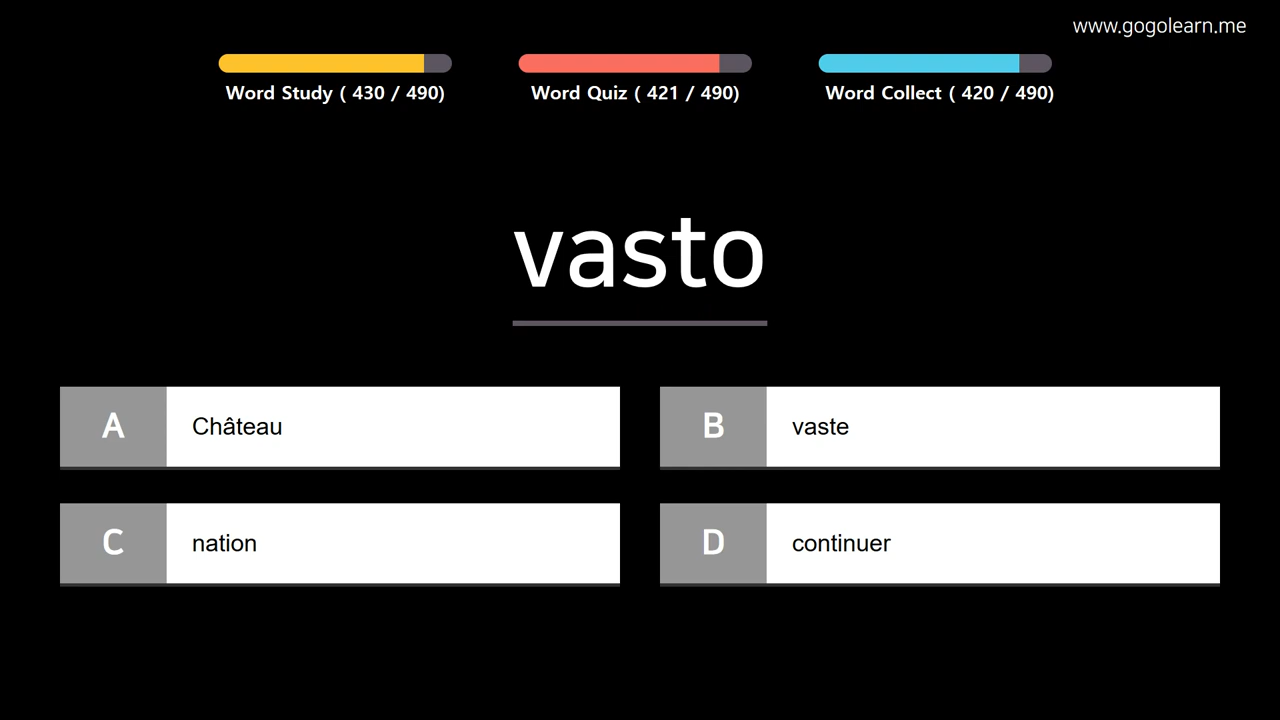 www.gogolearn.me
Word Study ( 430 / 490)
Word Quiz ( 421 / 490)
Word Collect ( 420 / 490)
vasto
A
Château
B
vaste
C
nation
D
continuer